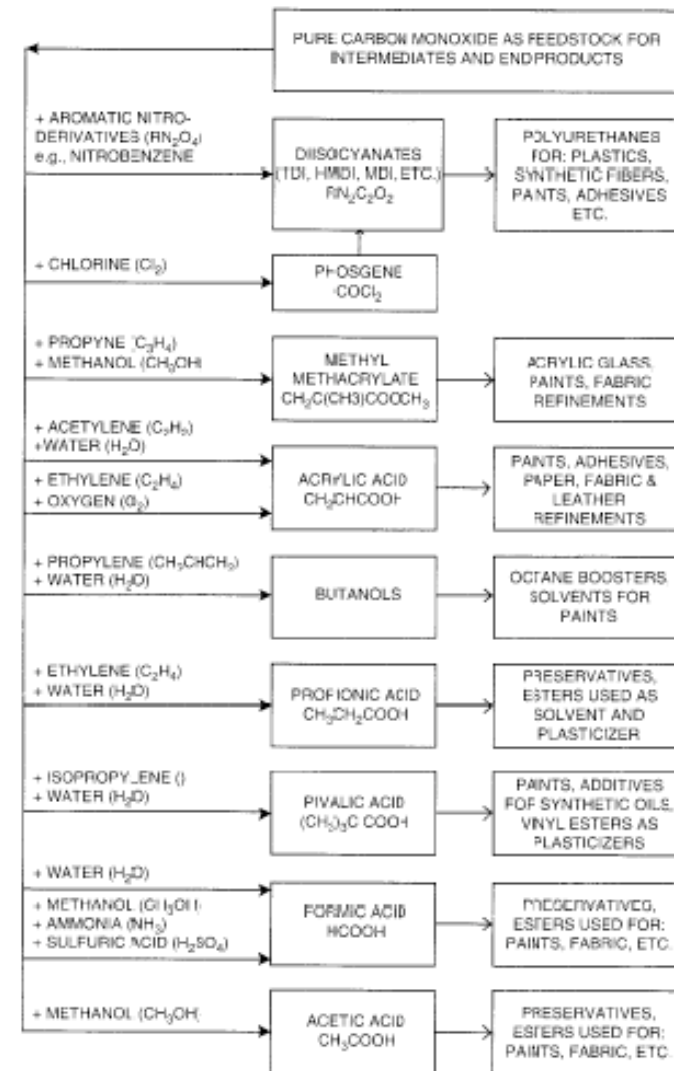 PURE CARBON MONOXIDE AS FEEDSTOCK FOR
INTERMEDIATES AND ENDPRODUCTS
+ AROMATIC NITRO-
DERIVATIVES (RN₂O₄)
e.g., NITROBENZENE
DIISOCYANATES
(TDI, HMDI, MDI, ETC.)
RN₂C₂O₂
POLYURETHANES
FOR: PLASTICS,
SYNTHETIC FIBERS,
PAINTS, ADHESIVES
ETC.
+ CHLORINE (Cl₂)
PHOSGENE
COCl₂
+ PROPYNE (C₃H₄)
+ METHANOL (CH₃OH)
METHYL
METHACRYLATE
CH₂C(CH3)COOCH₃
ACRYLIC GLASS,
PAINTS, FABRIC
REFINEMENTS
+ ACETYLENE (C₂H₂)
+WATER (H₂O)
+ ETHYLENE (C₂H₄)
+ OXYGEN (O₂)
ACRYLIC ACID
CH₂CHCOOH
PAINTS, ADHESIVES,
PAPER, FABRIC &
LEATHER
REFINEMENTS
+ PROPYLENE (CH₃CHCH₂)
+ WATER (H₂O)
BUTANOLS
OCTANE BOOSTERS
SOLVENTS FOR
PAINTS
+ ETHYLENE (C₂H₄)
+ WATER (H₂O)
PROPIONIC ACID
CH₃CH₂COOH
PRESERVATIVES,
ESTERS USED AS
SOLVENT AND
PLASTICIZER
+ ISOPROPYLENE ()
+ WATER (H₂O)
PIVALIC ACID
(CH₃)₃C COOH
PAINTS, ADDITIVES
FOR SYNTHETIC OILS,
VINYL ESTERS AS
PLASTICIZERS
+ WATER (H₂O)
+ METHANOL (CH₃OH)
+ AMMONIA (NH₃)
+ SULFURIC ACID (H₂SO₄)
FORMIC ACID
HCOOH
PRESERVATIVES,
ESTERS USED FOR:
PAINTS, FABRIC, ETC.
+ METHANOL (CH₃OH)
ACETIC ACID
CH₃COOH
PRESERVATIVES,
ESTERS USED FOR:
PAINTS, FABRIC, ETC.